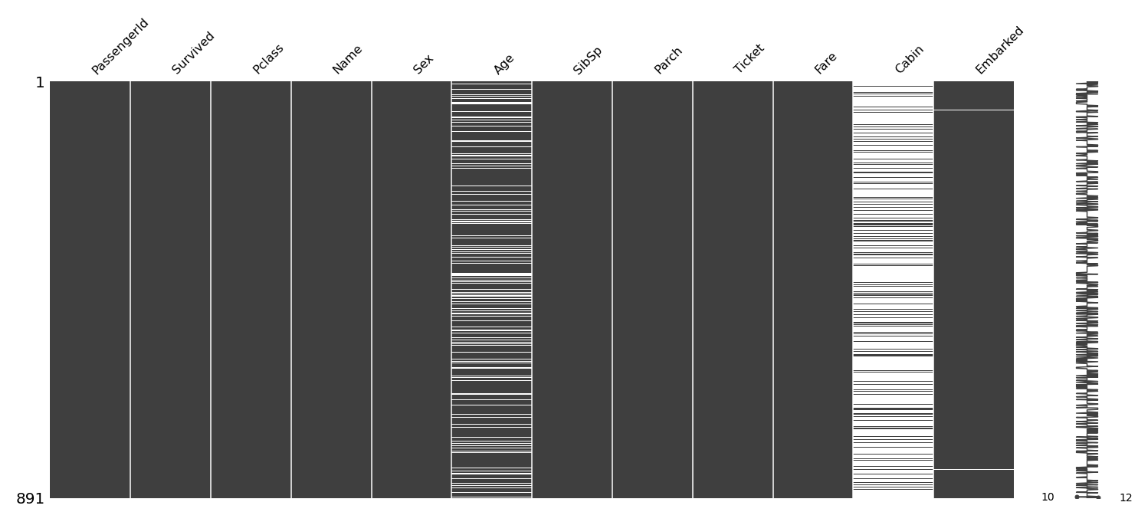 PassengerId
Survived
Pclass
Name
Sex
Age
SibSp
Parch
Ticket
Fare
Cabin
Embarked
1
891
10
12